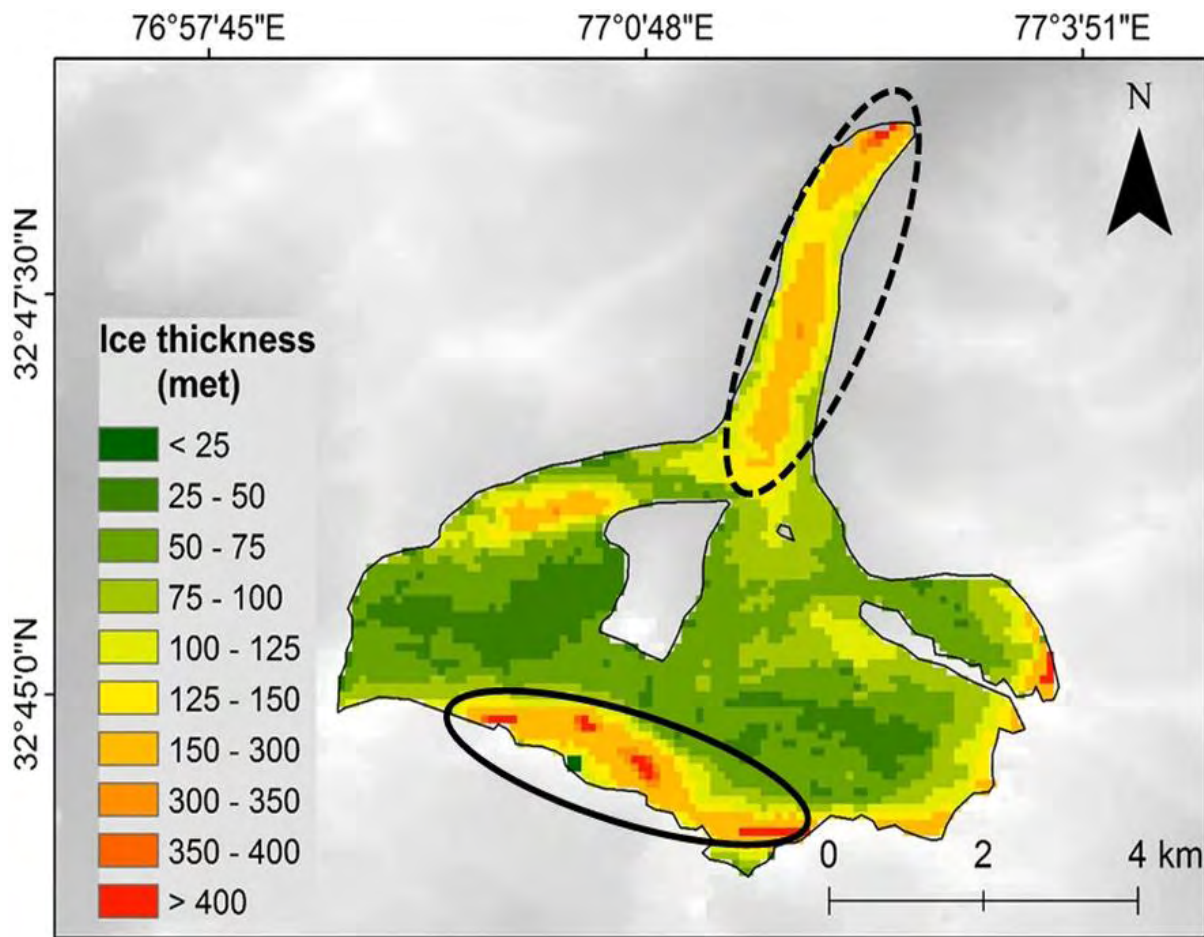 76°57'45"E 77°0'48"E 77°3'51"E
N
32°47'30"N
Ice thickness
(met)
< 25
25 - 50
50 - 75
75 - 100
100 - 125
125 - 150
150 - 300
300 - 350
350 - 400
> 400
32°45'0"N
0 2 4 km